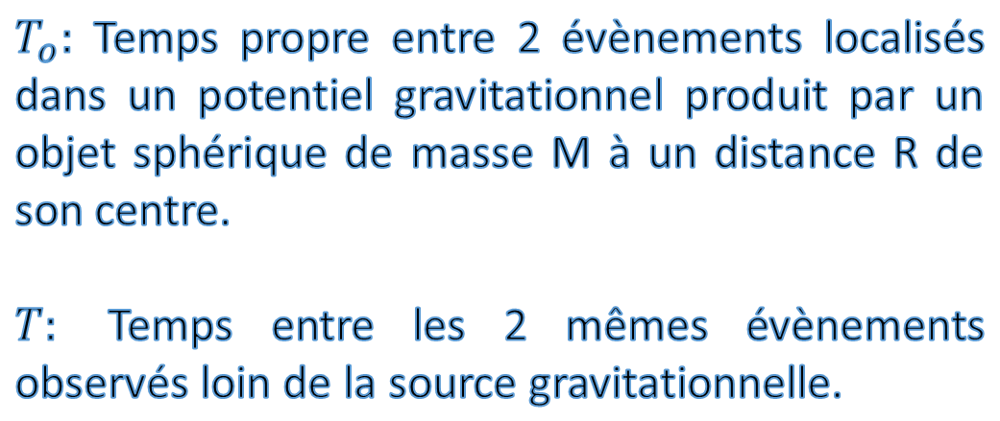 T₀: Temps propre entre 2 évènements localisés
dans un potentiel gravitationnel produit par un
objet sphérique de masse M à un distance R de
son centre.
T: Temps entre les 2 mêmes évènements
observés loin de la source gravitationnelle.